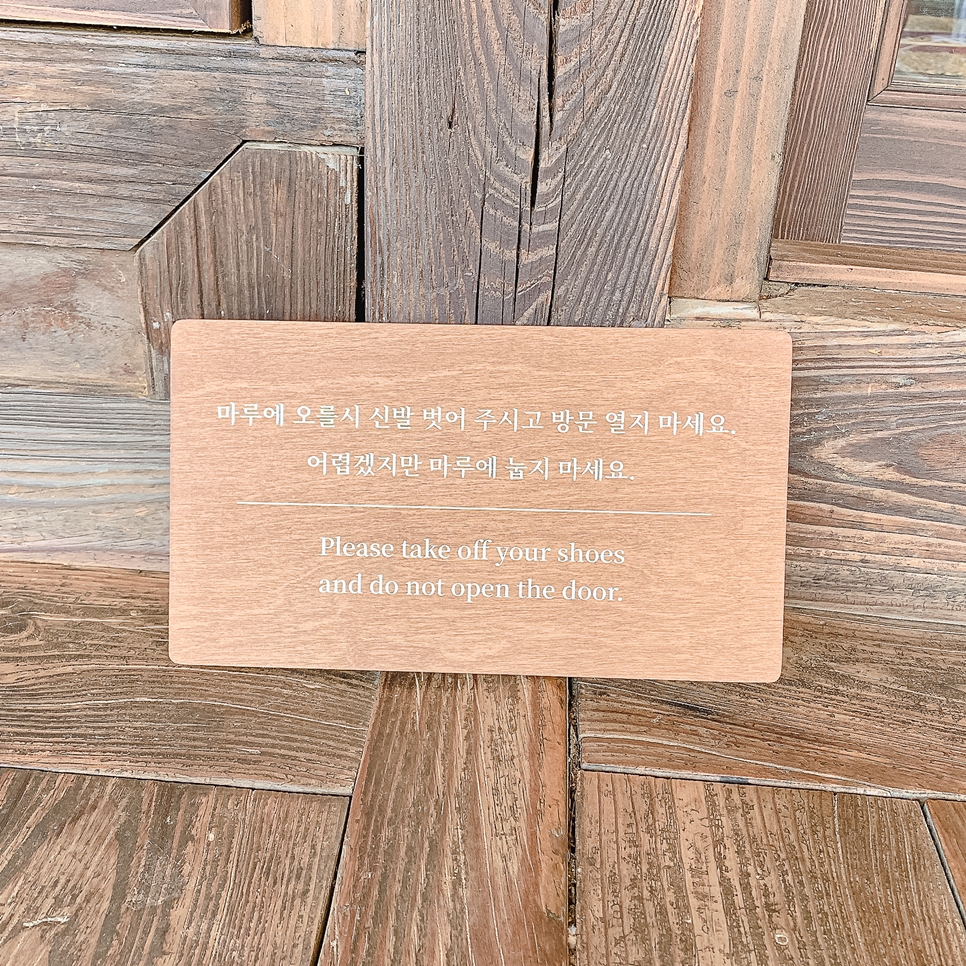 마루에 오를시 신발 벗어 주시고 방문 열지 마세요.
어렵겠지만 마루에 눕지 마세요.
Please take off your shoes
and do not open the door.